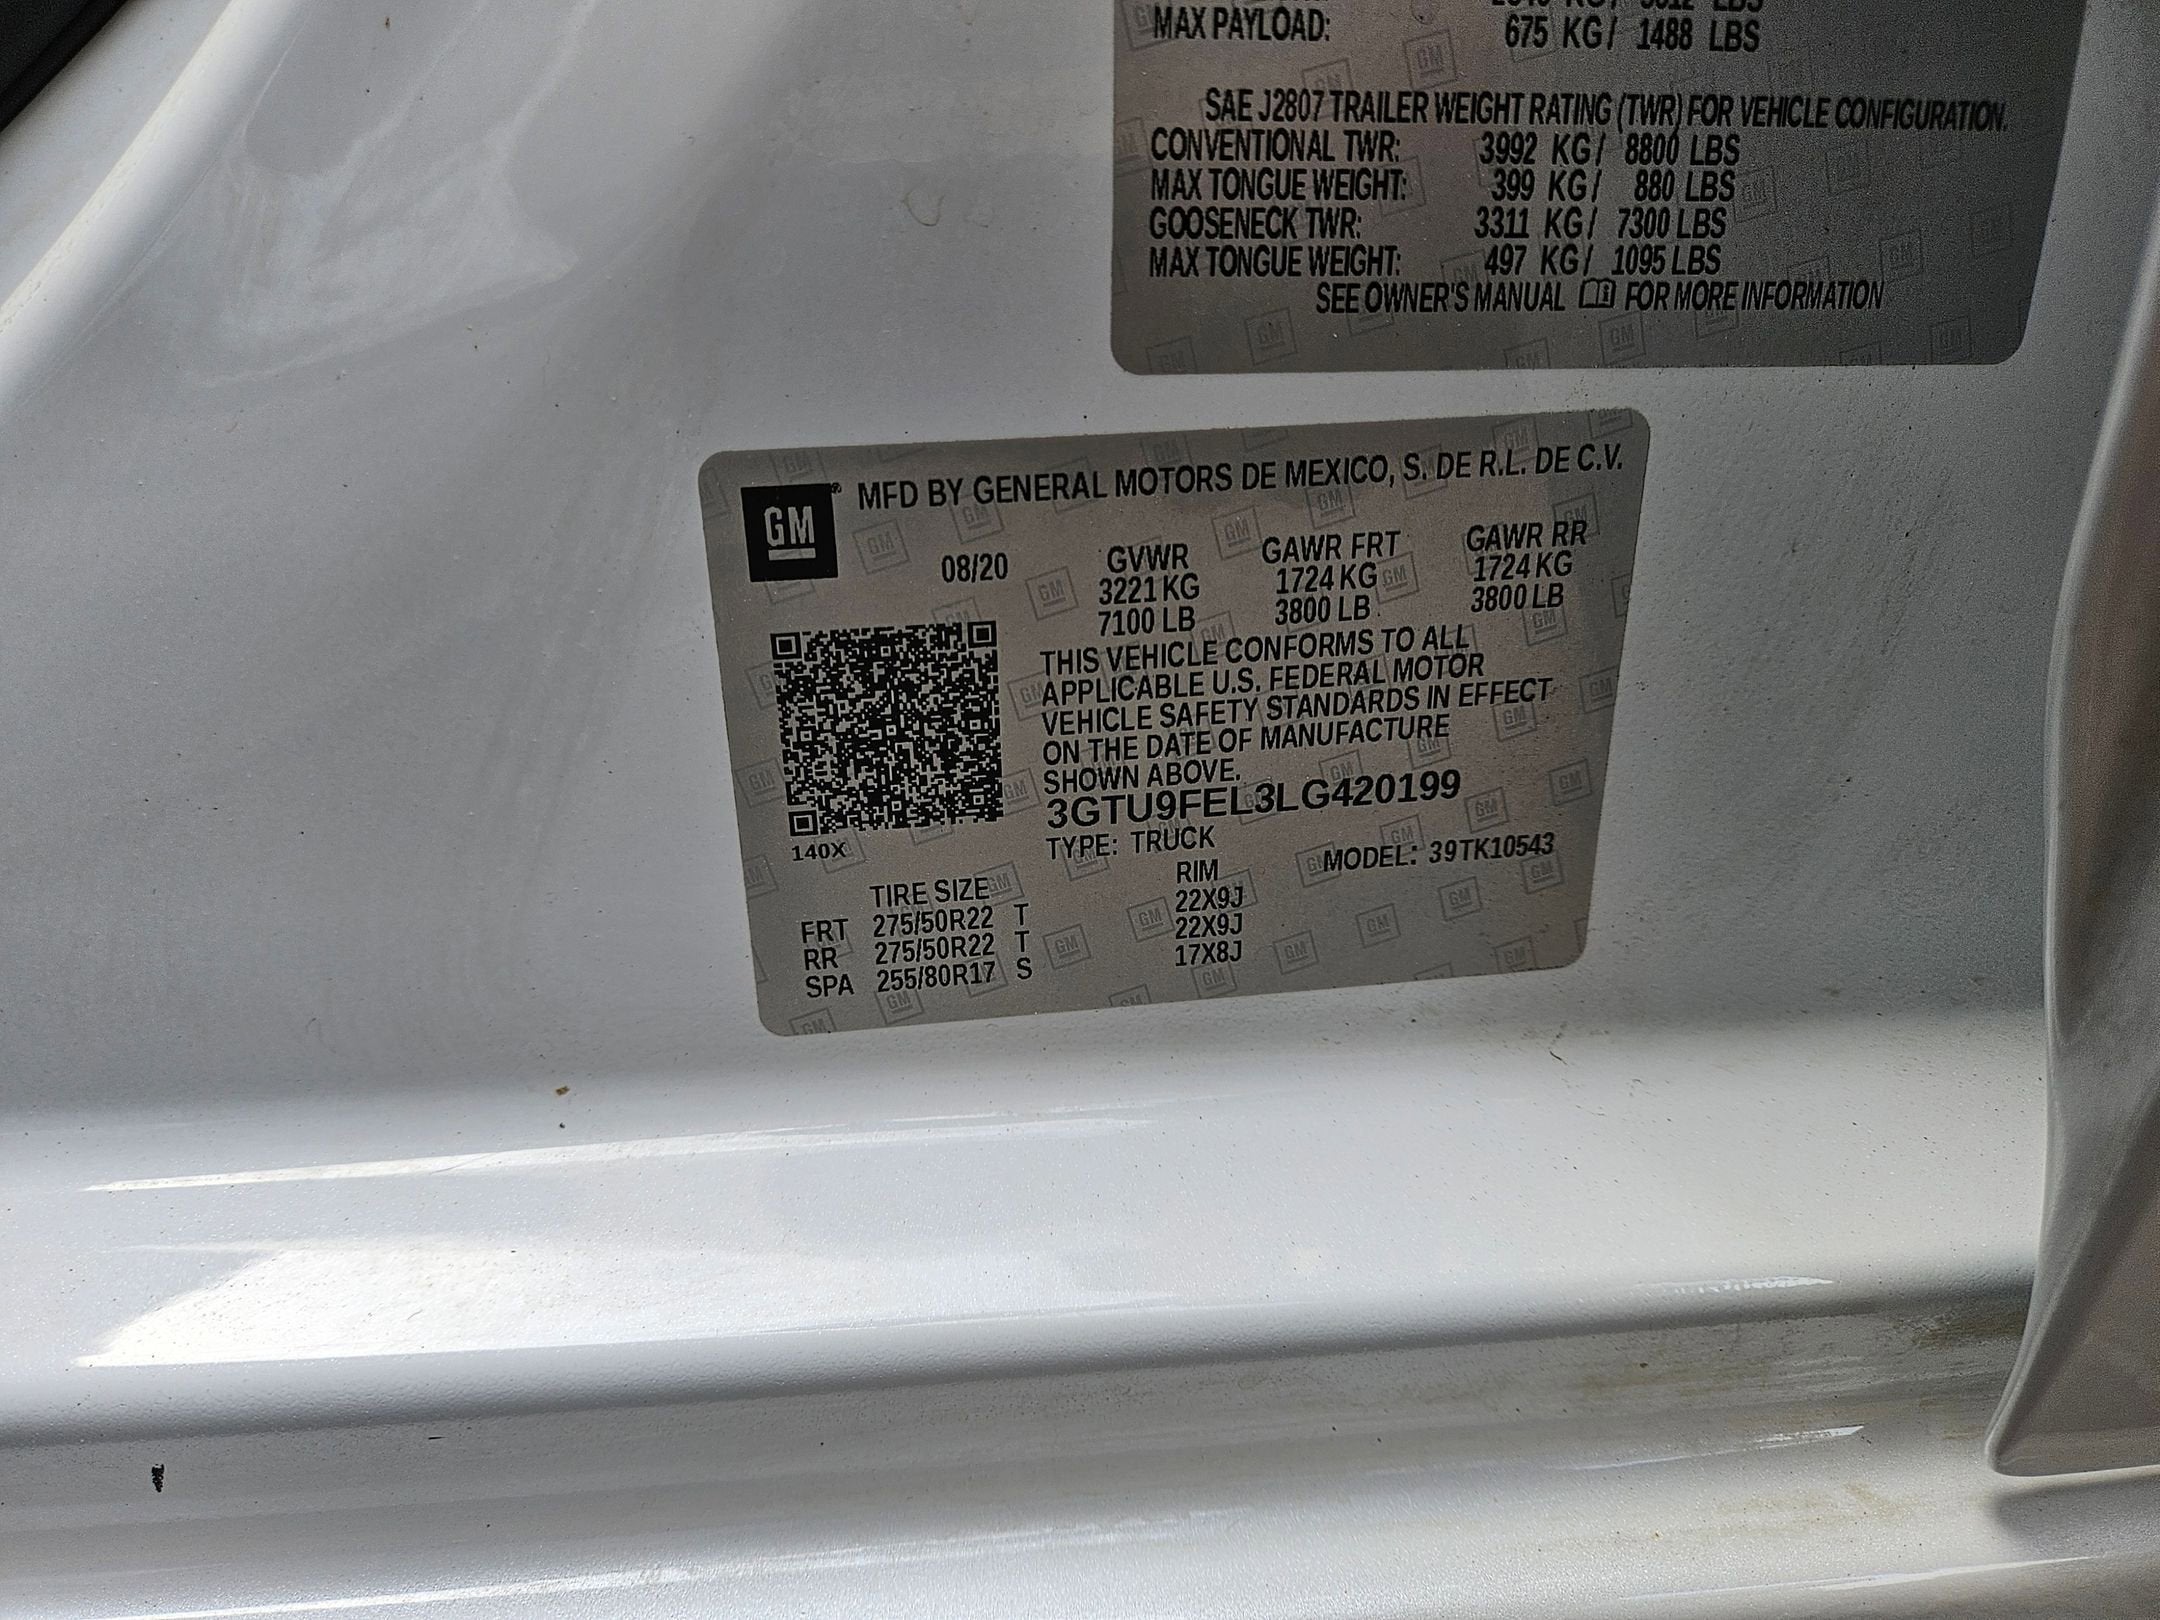 MAX PAYLOAD: 675 KG / 1488 LBS
SAE J2807 TRAILER WEIGHT RATING (TWR) FOR VEHICLE CONFIGURATION.
CONVENTIONAL TWR: 3992 KG / 8800 LBS
MAX TONGUE WEIGHT: 399 KG / 880 LBS
GOOSENECK TWR: 3311 KG / 7300 LBS
MAX TONGUE WEIGHT: 497 KG / 1095 LBS
SEE OWNER'S MANUAL FOR MORE INFORMATION
GM® MFD BY GENERAL MOTORS DE MEXICO, S. DE R.L. DE C.V.
08/20 GVWR GAWR FRT GAWR RR
3221 KG 1724 KG 1724 KG
7100 LB 3800 LB 3800 LB
THIS VEHICLE CONFORMS TO ALL
APPLICABLE U.S. FEDERAL MOTOR
VEHICLE SAFETY STANDARDS IN EFFECT
ON THE DATE OF MANUFACTURE
SHOWN ABOVE.
3GTU9FEL3LG420199
140X
TYPE: TRUCK MODEL: 39TK10543
TIRE SIZE RIM
FRT 275/50R22 T 22X9J
RR 275/50R22 T 22X9J
SPA 255/80R17 S 17X8J